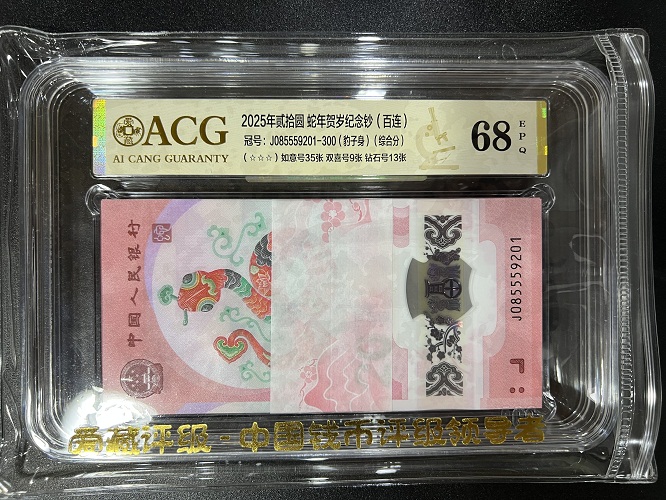 ACG
AI CANG GUARANTY
2025年贰拾圆 蛇年贺岁纪念钞（百连）
冠号：J085559201-300（豹子身）（综合分）
（☆☆☆）如意号35张 双喜号9张 钻石号13张
68
EPQ
中国人民银行
J085559201
爱藏评级-中国钱币评级领导者